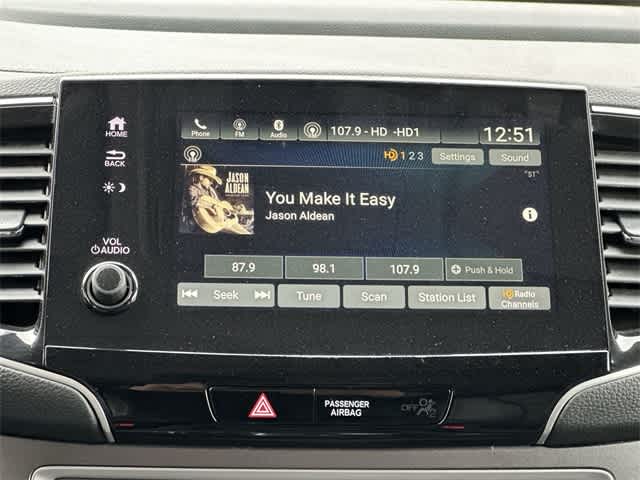 HOME
BACK
VOL
AUDIO
Phone
FM
Audio
107.9 - HD -HD1
12:51
HD 1 2 3
Settings
Sound
"ST"
JASON
ALDEAN
You Make It Easy
Jason Aldean
i
87.9
98.1
107.9
Push & Hold
Seek
Tune
Scan
Station List
HD Radio
Channels
PASSENGER
AIRBAG
OFF